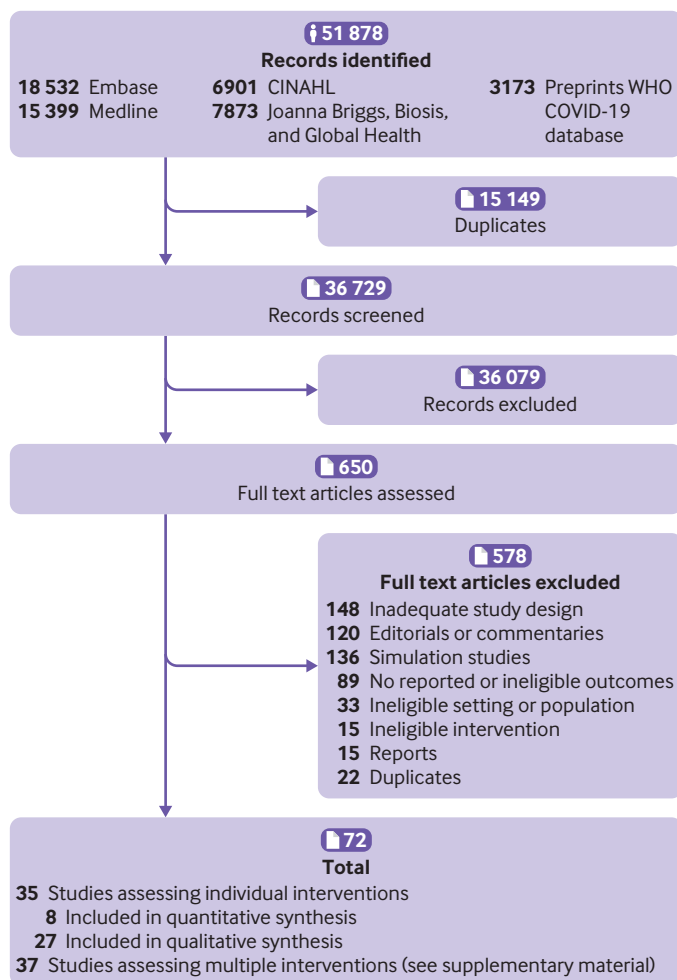 51 878
Records identified
18 532 Embase
15 399 Medline
6901 CINAHL
7873 Joanna Briggs, Biosis,
and Global Health
3173 Preprints WHO
COVID-19
database
15 149
Duplicates
36 729
Records screened
36 079
Records excluded
650
Full text articles assessed
578
Full text articles excluded
148 Inadequate study design
120 Editorials or commentaries
136 Simulation studies
89 No reported or ineligible outcomes
33 Ineligible setting or population
15 Ineligible intervention
15 Reports
22 Duplicates
72
Total
35 Studies assessing individual interventions
8 Included in quantitative synthesis
27 Included in qualitative synthesis
37 Studies assessing multiple interventions (see supplementary material)